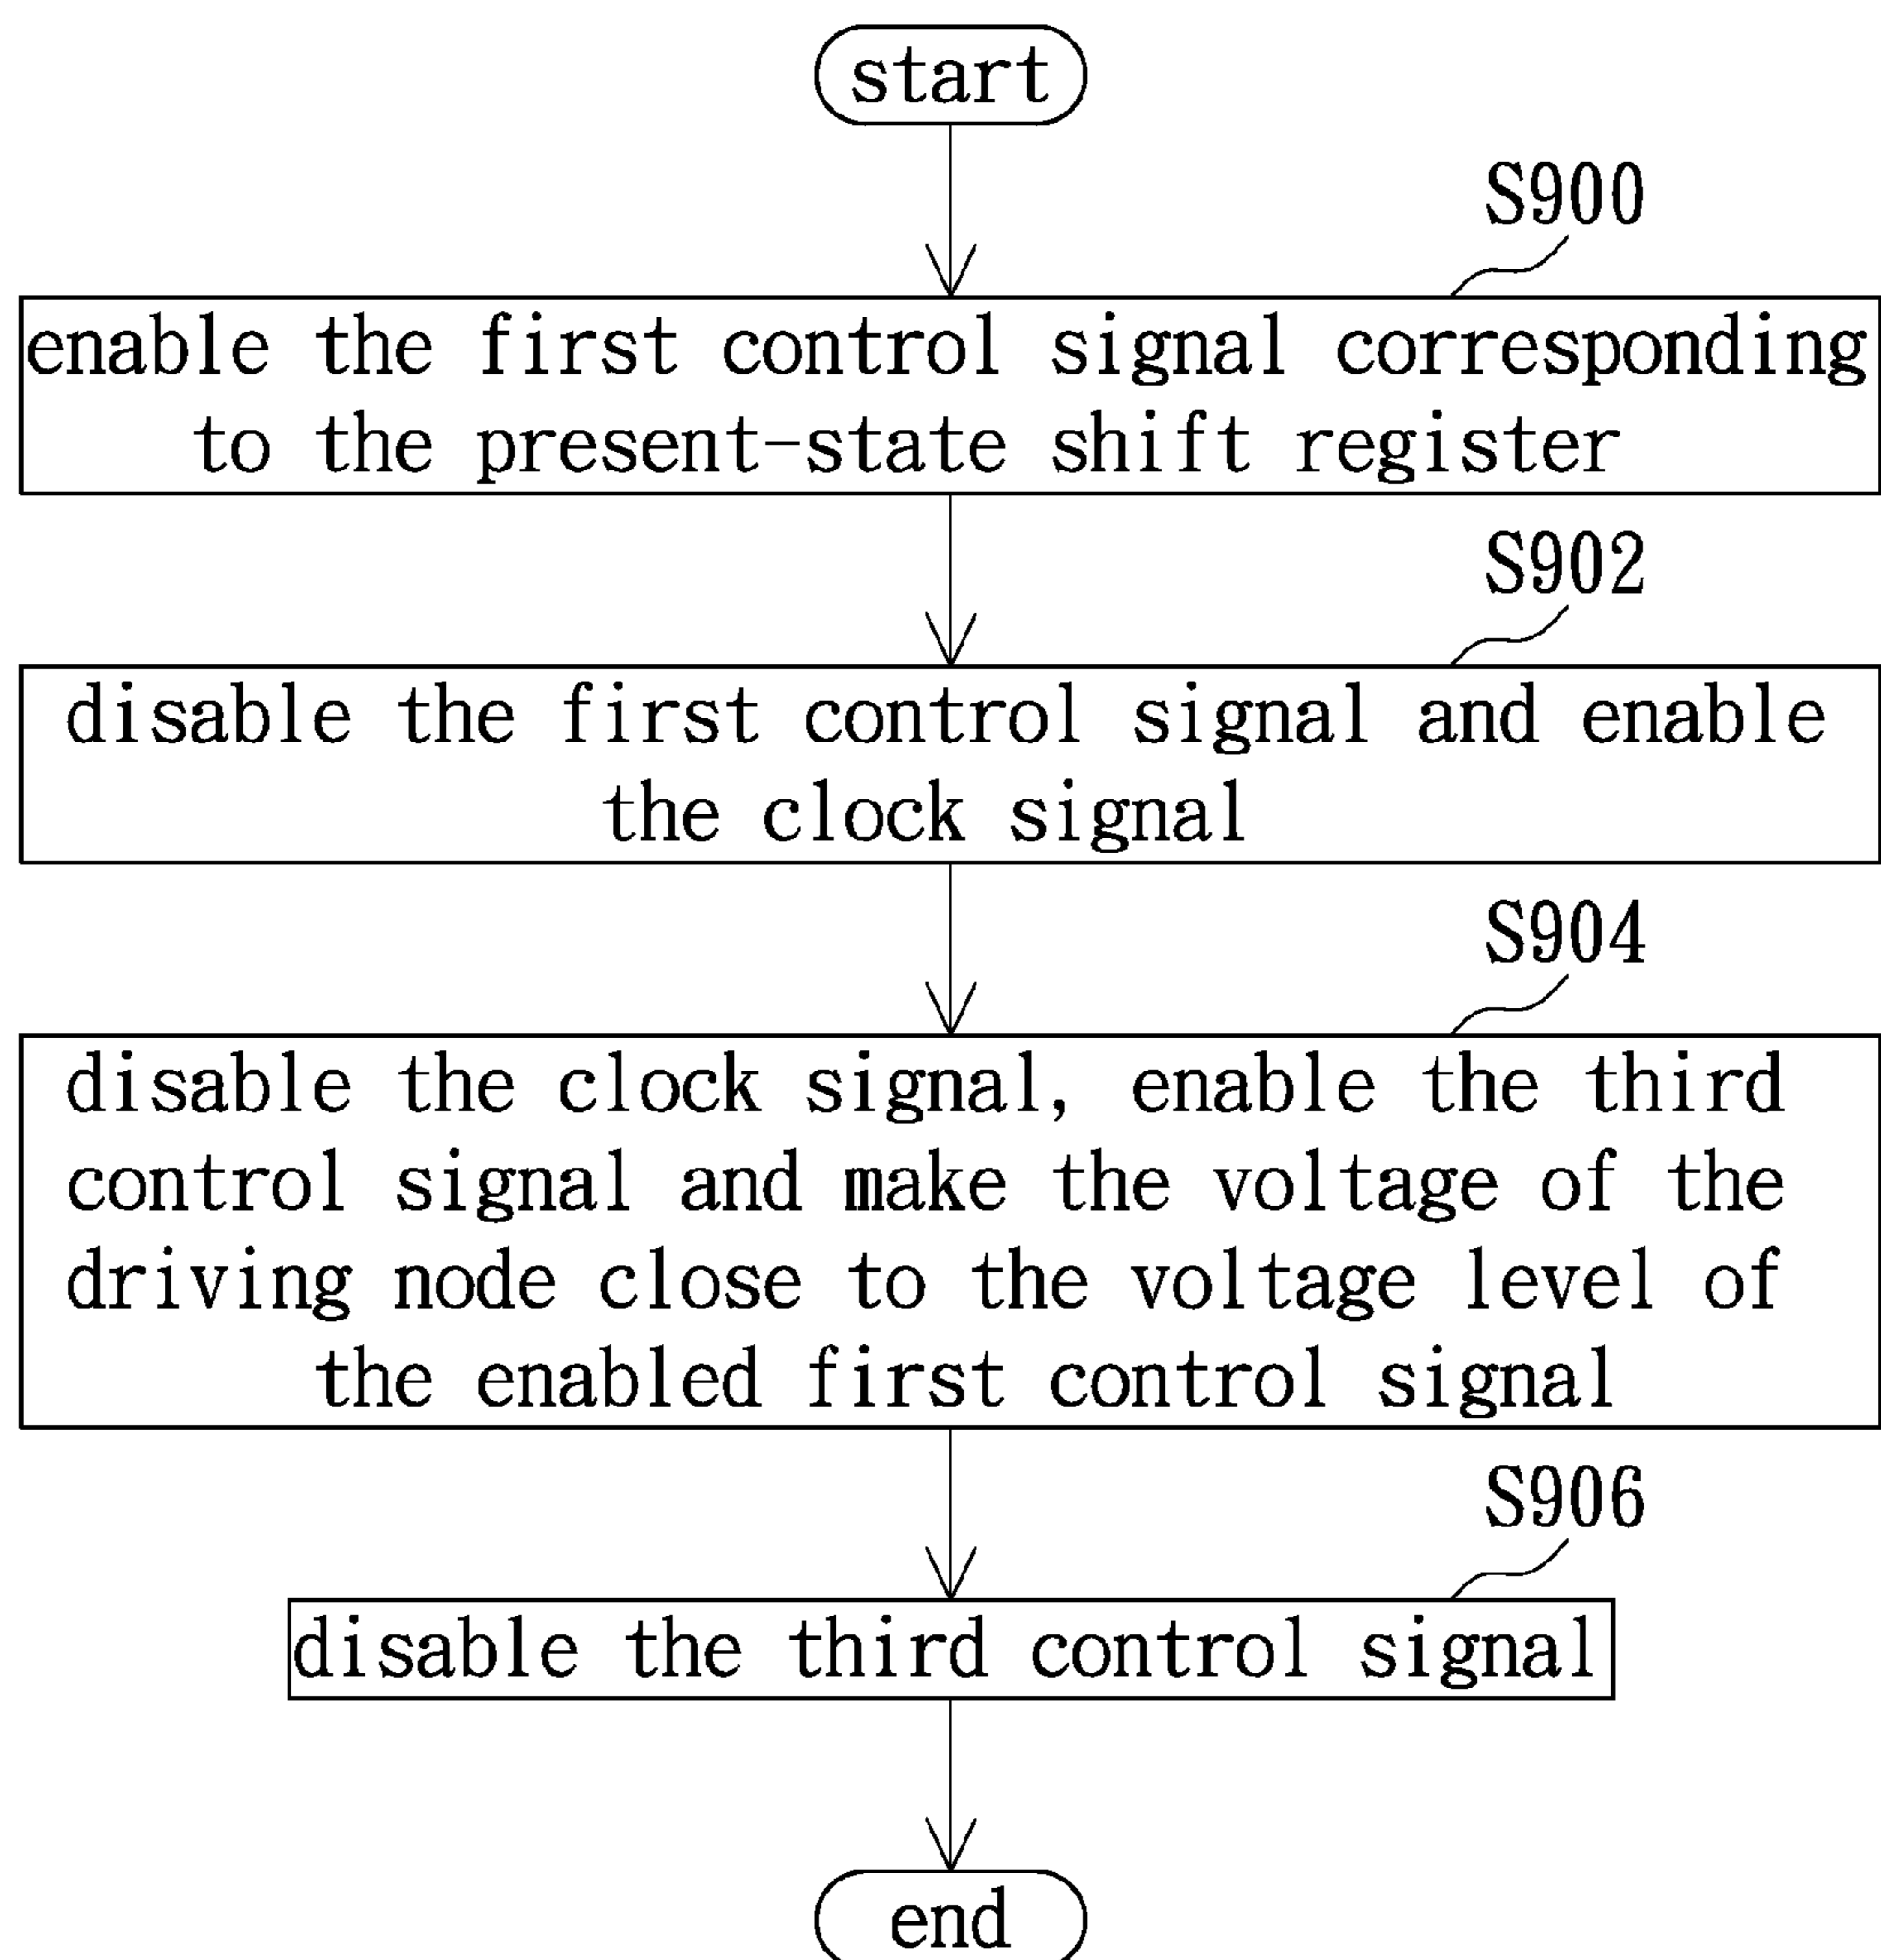 start
S900
enable the first control signal corresponding
to the present-state shift register
S902
disable the first control signal and enable
the clock signal
S904
disable the clock signal, enable the third
control signal and make the voltage of the
driving node close to the voltage level of
the enabled first control signal
S906
disable the third control signal
end